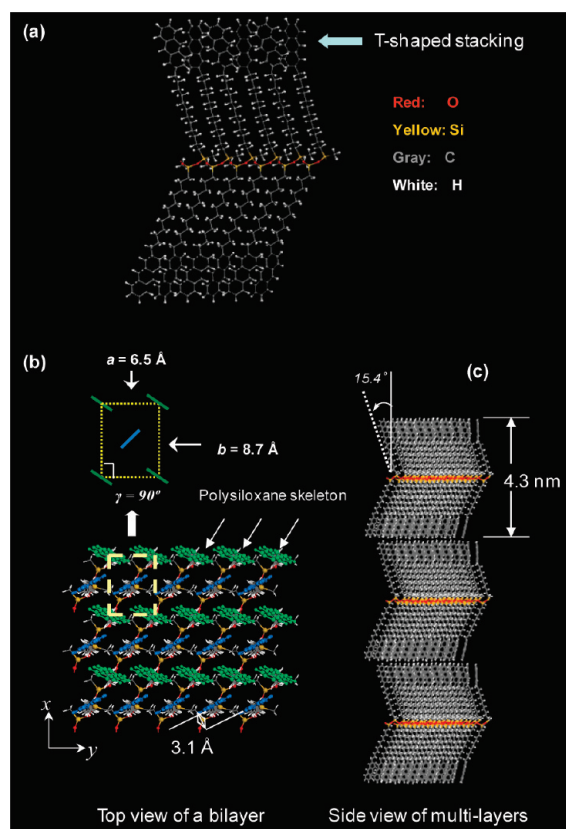 (a)
T-shaped stacking
Red: O
Yellow: Si
Gray: C
White: H
(b)
a = 6.5 Å
b = 8.7 Å
γ = 90°
Polysiloxane skeleton
x
y
3.1 Å
Top view of a bilayer
(c)
15.4°
4.3 nm
Side view of multi-layers